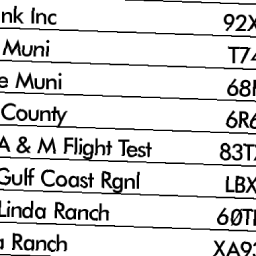 nk Inc 92X
Muni T74
e Muni 68
County 6R6
A & M Flight Test 83T
Gulf Coast Rgnl LBX
Linda Ranch 60T
a Ranch XA9